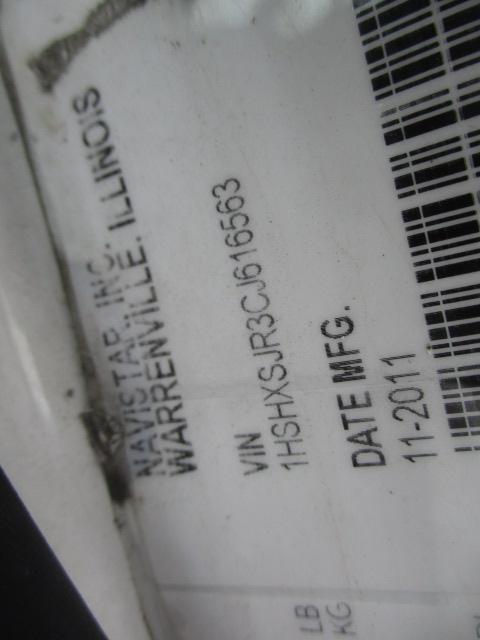 NAVISTAR, INC.
WARRENVILLE, ILLINOIS
VIN
1HSHXSJR3CJ616563
DATE MFG.
11-2011
LB
KG